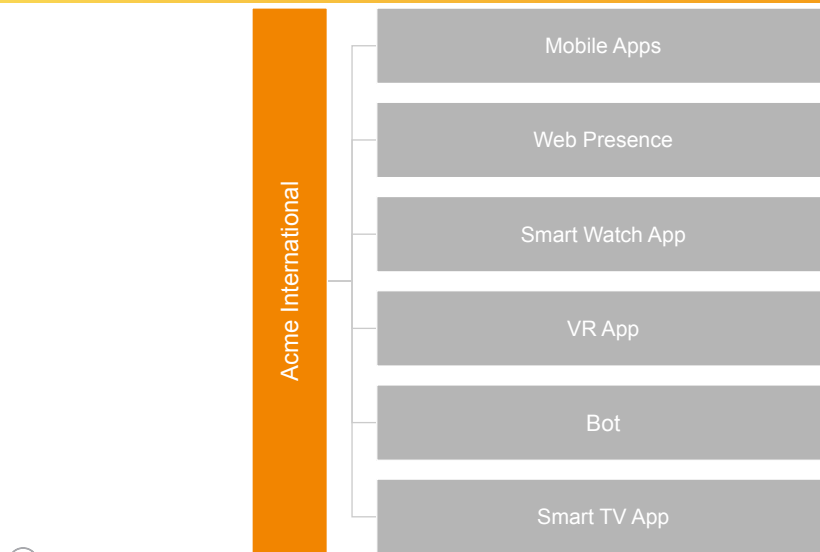 Acme International
Mobile Apps
Web Presence
Smart Watch App
VR App
Bot
Smart TV App